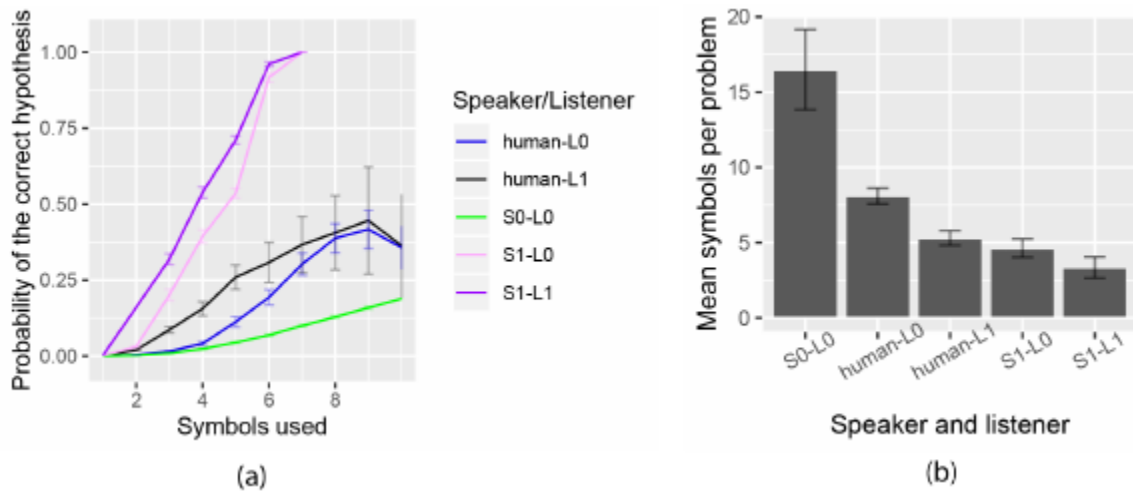 Probability of the correct hypothesis
1.00
0.75
0.50
0.25
0.00
2
4
6
8
Symbols used
Speaker/Listener
human-L0
human-L1
S0-L0
S1-L0
S1-L1
(a)
Mean symbols per problem
20
15
10
5
0
S0-L0
human-L0
human-L1
S1-L0
S1-L1
Speaker and listener
(b)